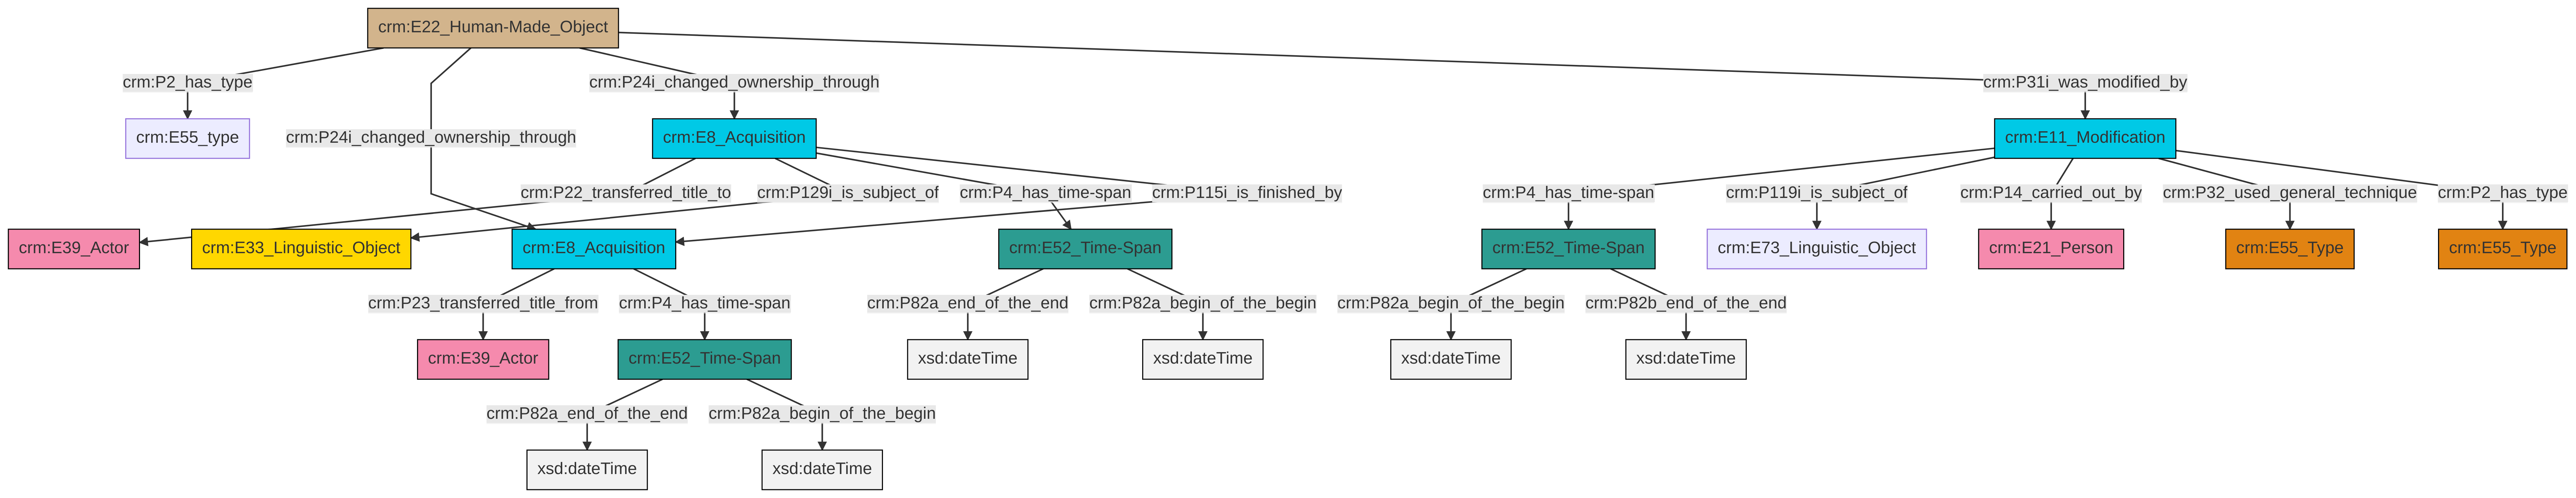 crm:E22_Human-Made_Object
crm:P2_has_type
crm:P24i_changed_ownership_through
crm:P31i_was_modified_by
crm:E55_type
crm:P24i_changed_ownership_through
crm:E8_Acquisition
crm:E11_Modification
crm:P22_transferred_title_to
crm:P129i_is_subject_of
crm:P4_has_time-span
crm:P115i_is_finished_by
crm:P4_has_time-span
crm:P119i_is_subject_of
crm:P14_carried_out_by
crm:P32_used_general_technique
crm:P2_has_type
crm:E39_Actor
crm:E33_Linguistic_Object
crm:E8_Acquisition
crm:E52_Time-Span
crm:E52_Time-Span
crm:E73_Linguistic_Object
crm:E21_Person
crm:E55_Type
crm:E55_Type
crm:P23_transferred_title_from
crm:P4_has_time-span
crm:P82a_end_of_the_end
crm:P82a_begin_of_the_begin
crm:P82a_begin_of_the_begin
crm:P82b_end_of_the_end
crm:E39_Actor
crm:E52_Time-Span
xsd:dateTime
xsd:dateTime
xsd:dateTime
xsd:dateTime
crm:P82a_end_of_the_end
crm:P82a_begin_of_the_begin
xsd:dateTime
xsd:dateTime